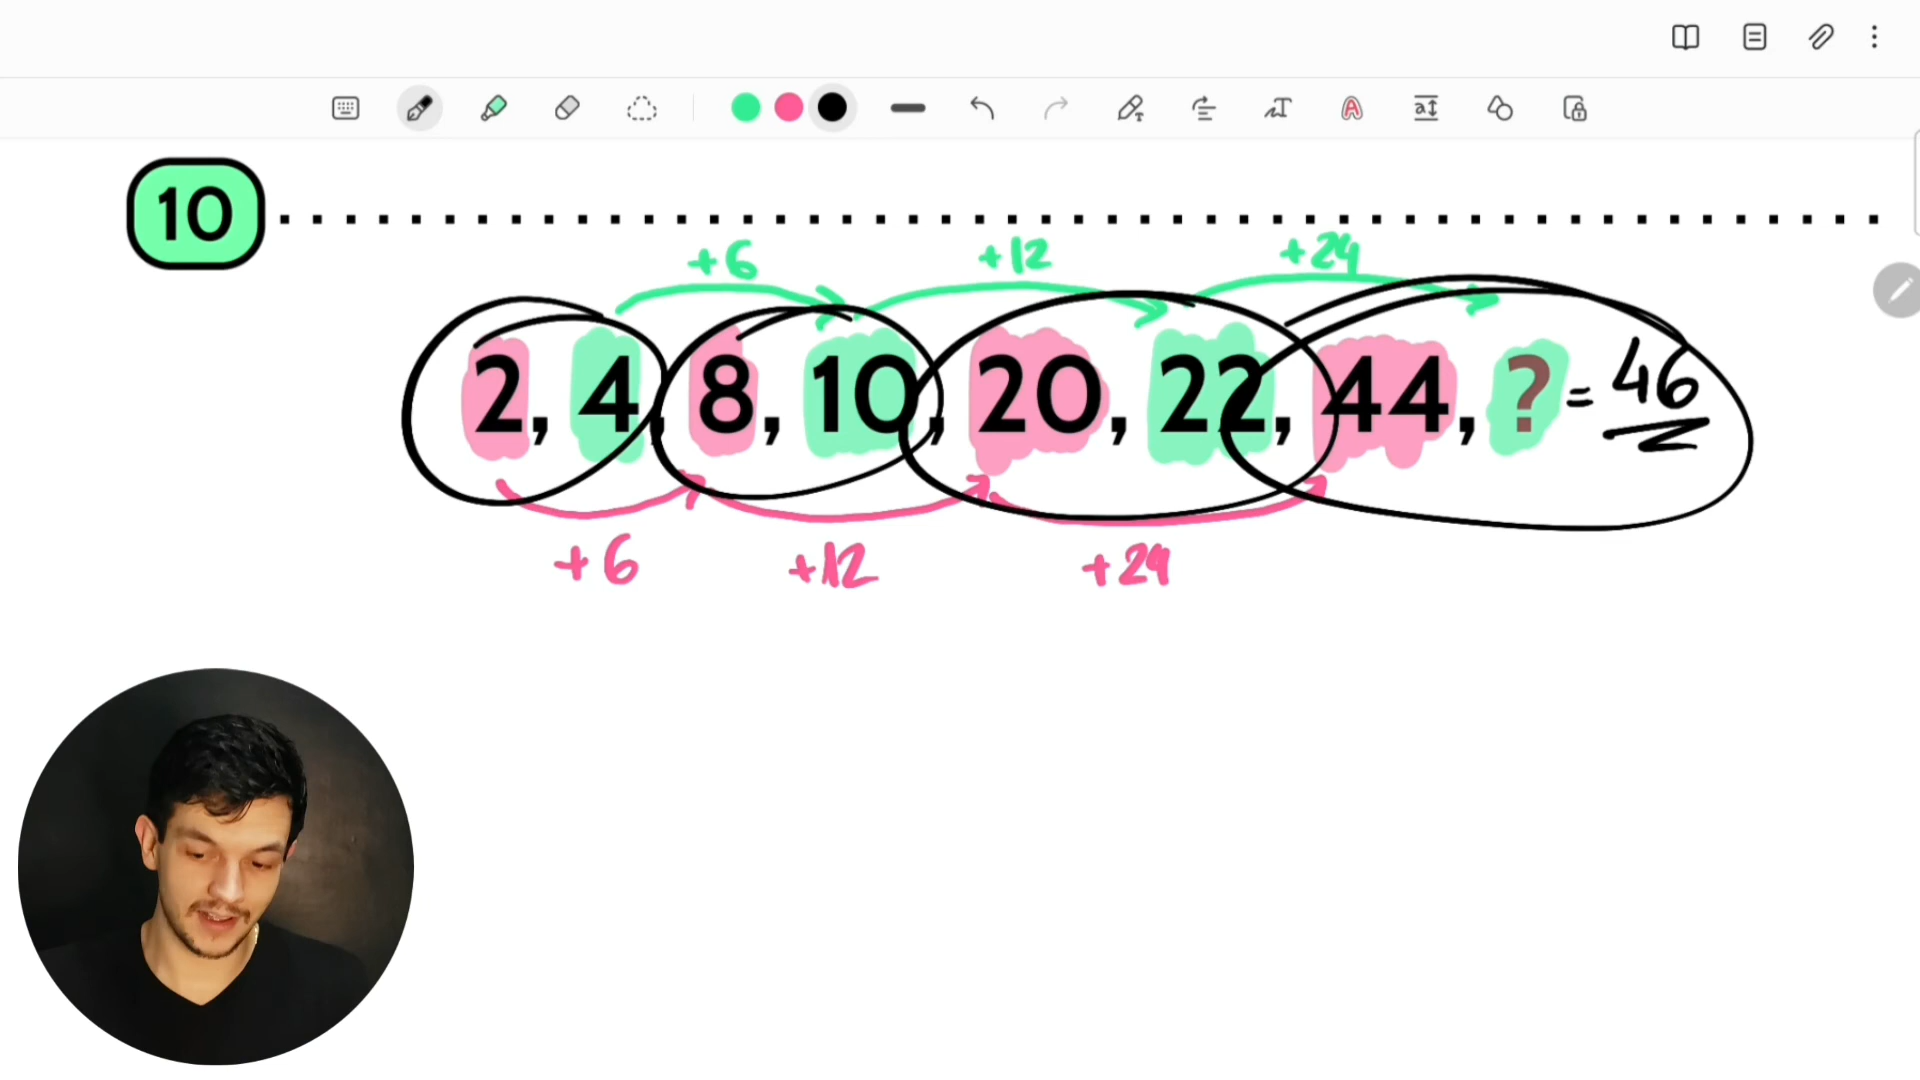 10
+6 +12 +24
2, 4, 8, 10, 20, 22, 44, ? = 46
+6 +12 +24